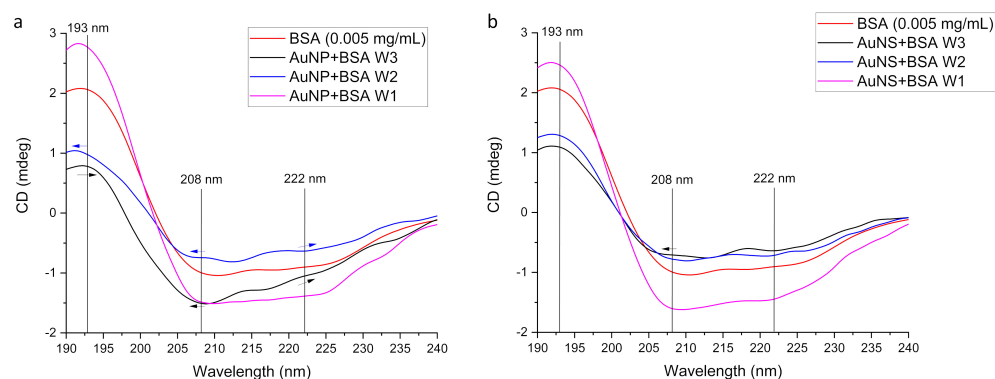 a
193 nm
BSA (0.005 mg/mL)
AuNP+BSA W3
AuNP+BSA W2
AuNP+BSA W1
208 nm
222 nm
3
2
1
0
-1
-2
CD (mdeg)
190 195 200 205 210 215 220 225 230 235 240
Wavelength (nm)
b
193 nm
BSA (0.005 mg/mL)
AuNS+BSA W3
AuNS+BSA W2
AuNS+BSA W1
208 nm
222 nm
3
2
1
0
-1
-2
CD (mdeg)
190 195 200 205 210 215 220 225 230 235 240
Wavelength (nm)